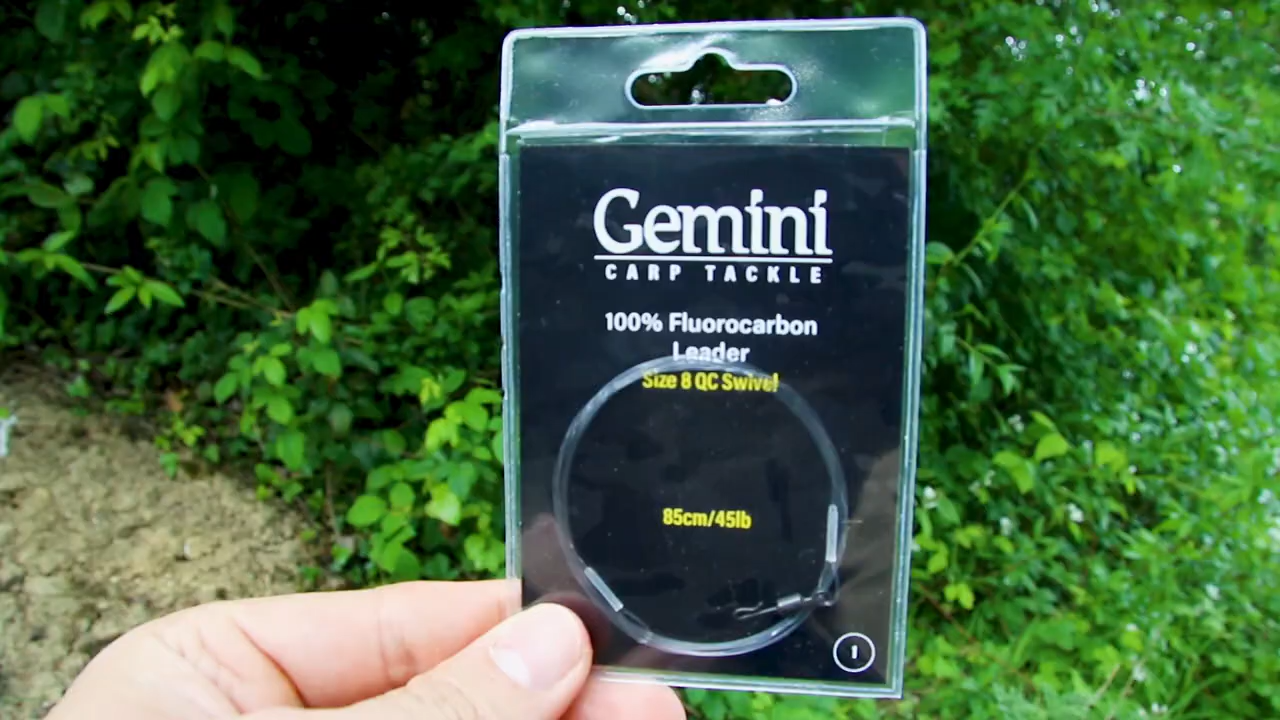 Gemini
CARP TACKLE
100% Fluorocarbon
Leader
Size 8 QC Swivel
85cm/45lb
1